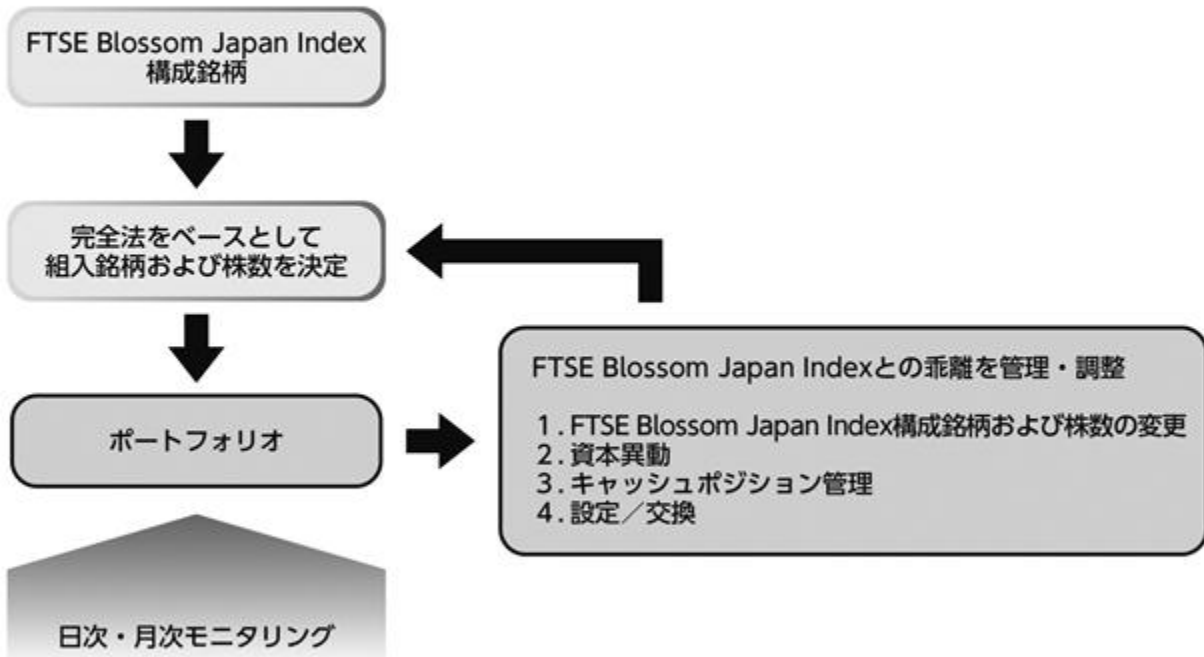 FTSE Blossom Japan Index
構成銘柄
完全法をベースとして
組入銘柄および株数を決定
ポートフォリオ
FTSE Blossom Japan Indexとの乖離を管理・調整
1.FTSE Blossom Japan Index構成銘柄および株数の変更
2.資本異動
3.キャッシュポジション管理
4.設定／交換
日次・月次モニタリング